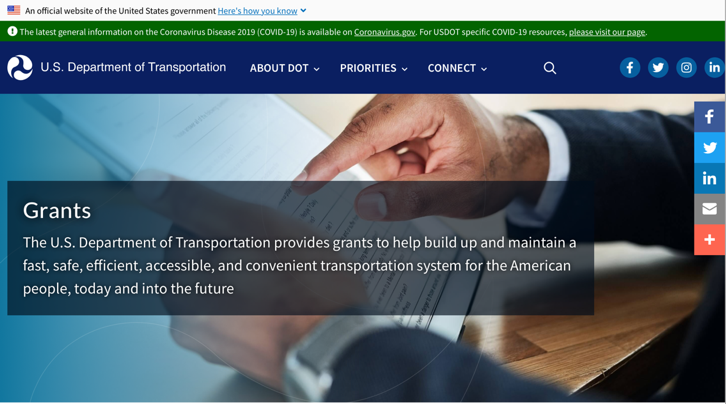 An official website of the United States government Here's how you know
The latest general information on the Coronavirus Disease 2019 (COVID-19) is available on Coronavirus.gov. For USDOT specific COVID-19 resources, please visit our page.
U.S. Department of Transportation ABOUT DOT PRIORITIES CONNECT
Grants
The U.S. Department of Transportation provides grants to help build up and maintain a
fast, safe, efficient, accessible, and convenient transportation system for the American
people, today and into the future